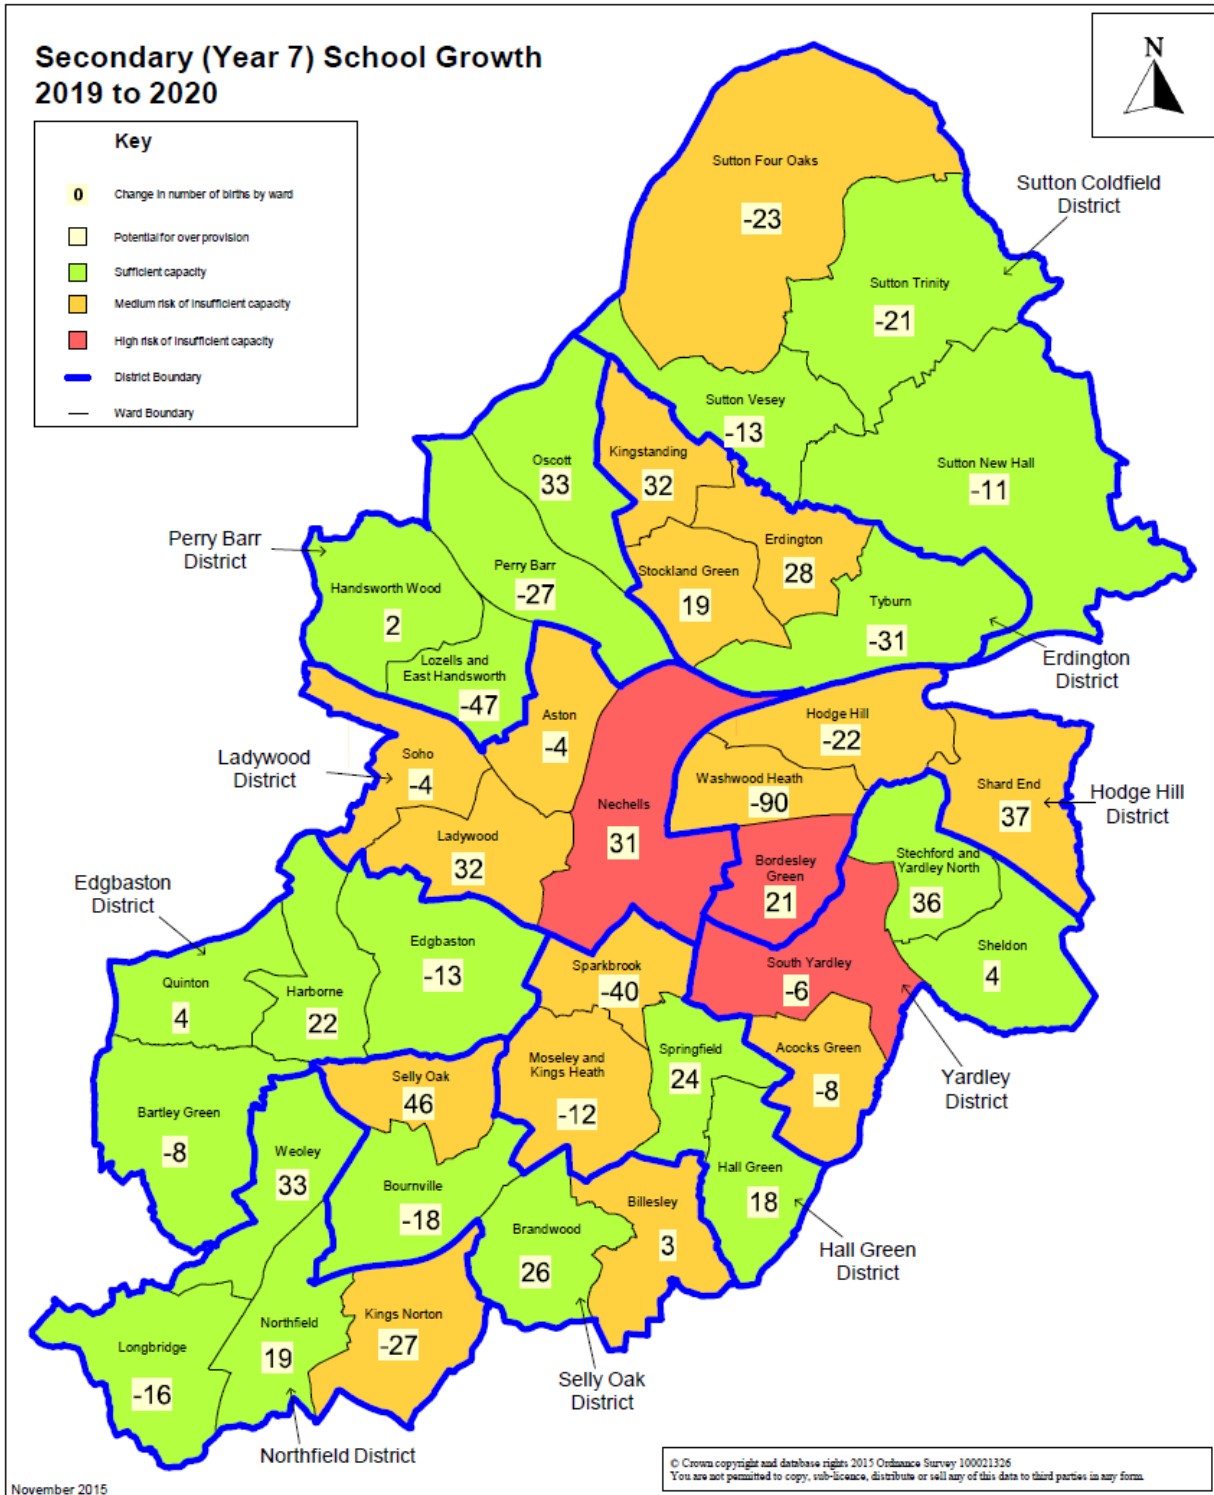 Secondary (Year 7) School Growth
2019 to 2020
N
Key
0 Change in number of births by ward
Potential for over provision
Sufficient capacity
Medium risk of insufficient capacity
High risk of insufficient capacity
District Boundary
Ward Boundary
Sutton Four Oaks
-23
Sutton Coldfield
District
Sutton Trinity
-21
Sutton Vesey
-13
Sutton New Hall
-11
Oscott
33
Kingstanding
32
Perry Barr
District
Erdington
28
Stockland Green
19
Perry Barr
-27
Handsworth Wood
2
Tyburn
-31
Erdington
District
Lozells and
East Handsworth
-47
Aston
-4
Hodge Hill
-22
Ladywood
District
Soho
-4
Washwood Heath
-90
Shard End
37
Hodge Hill
District
Nechells
31
Ladywood
32
Stechford and
Yardley North
36
Bordesley
Green
21
Edgbaston
District
Edgbaston
-13
Sheldon
4
Quinton
4
Harborne
22
Sparkbrook
-40
South Yardley
-6
Springfield
24
Acocks Green
-8
Moseley and
Kings Heath
-12
Selly Oak
46
Yardley
District
Bartley Green
-8
Weoley
33
Bournville
-18
Hall Green
18
Billesley
3
Brandwood
26
Hall Green
District
Kings Norton
-27
Northfield
19
Longbridge
-16
Selly Oak
District
Northfield District
© Crown copyright and database rights 2015 Ordnance Survey 100021326
You are not permitted to copy, sub-licence, distribute or sell any of this data to third parties in any form.
November 2015